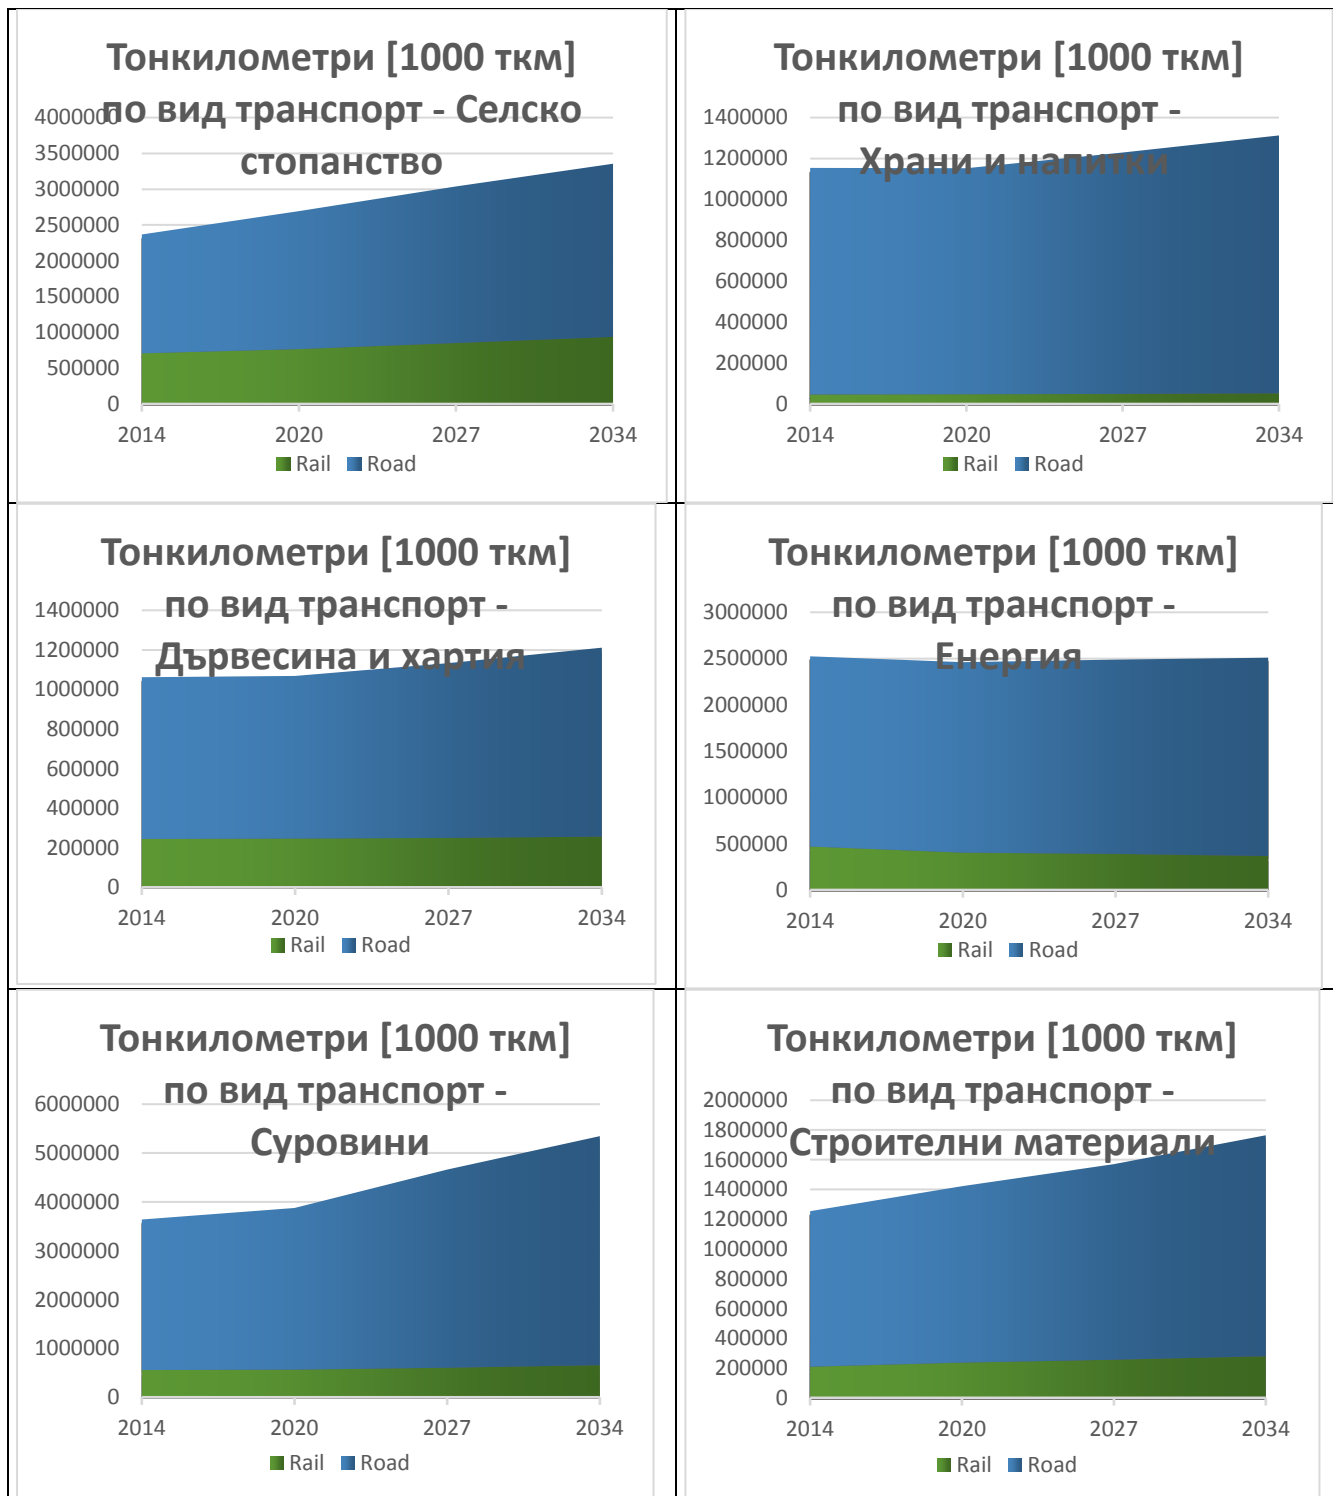 Тонкилометри [1000 ткм]
по вид транспорт - Селско
стопанство
4000000
3500000
3000000
2500000
2000000
1500000
1000000
500000
0
2014 2020 2027 2034
Rail Road
Тонкилометри [1000 ткм]
по вид транспорт -
Храни и напитки
1400000
1200000
1000000
800000
600000
400000
200000
0
2014 2020 2027 2034
Rail Road
Тонкилометри [1000 ткм]
по вид транспорт -
Дървесина и хартия
1400000
1200000
1000000
800000
600000
400000
200000
0
2014 2020 2027 2034
Rail Road
Тонкилометри [1000 ткм]
по вид транспорт -
Енергия
3000000
2500000
2000000
1500000
1000000
500000
0
2014 2020 2027 2034
Rail Road
Тонкилометри [1000 ткм]
по вид транспорт -
Суровини
6000000
5000000
4000000
3000000
2000000
1000000
0
2014 2020 2027 2034
Rail Road
Тонкилометри [1000 ткм]
по вид транспорт -
Строителни материали
2000000
1800000
1600000
1400000
1200000
1000000
800000
600000
400000
200000
0
2014 2020 2027 2034
Rail Road